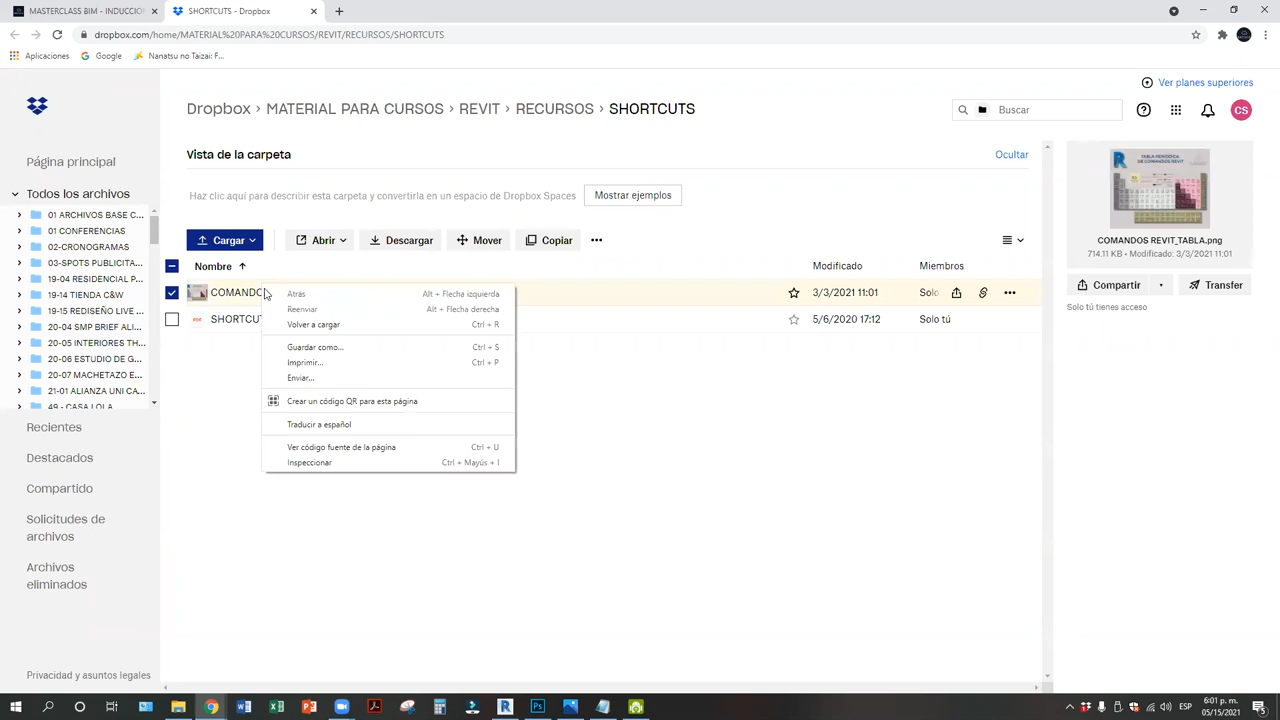 MASTERCLASS BIM - INDUCCION
SHORTCUTS - Dropbox
dropbox.com/home/MATERIAL%20PARA%20CURSOS/REVIT/RECURSOS/SHORTCUTS
Aplicaciones
Google
Nanatsu no Taizai: F...
Ver planes superiores
Dropbox › MATERIAL PARA CURSOS › REVIT › RECURSOS › SHORTCUTS
Buscar
CS
Página principal
Todos los archivos
01 ARCHIVOS BASE C...
01 CONFERENCIAS
02-CRONOGRAMAS
03-SPOTS PUBLICITA...
19-04 RESIDENCIAL P...
19-14 TIENDA C&W
19-15 REDISEÑO LIVE ...
20-04 SMP BRIEF ALI...
20-05 INTERIORES TH...
20-06 ESTUDIO DE G...
20-07 MACHETAZO E...
21-01 ALIANZA UNI CA...
49 - CASA LOLA
Recientes
Destacados
Compartido
Solicitudes de
archivos
Archivos
eliminados
Privacidad y asuntos legales
Vista de la carpeta
Ocultar
Haz clic aquí para describir esta carpeta y convertirla en un espacio de Dropbox Spaces
Mostrar ejemplos
Cargar
Abrir
Descargar
Mover
Copiar
Nombre
Modificado
Miembros
COMANDO
3/3/2021 11:01
Solo
SHORTCUT
5/6/2020 17:12
Solo tú
Atrás Alt + Flecha izquierda
Reenviar Alt + Flecha derecha
Volver a cargar Ctrl + R
Guardar como... Ctrl + S
Imprimir... Ctrl + P
Enviar...
Crear un código QR para esta página
Traducir a español
Ver código fuente de la página Ctrl + U
Inspeccionar Ctrl + Mayús + I
TABLA PERIÓDICA
DE COMANDOS REVIT
COMANDOS REVIT_TABLA.png
714.11 KB • Modificado: 3/3/2021 11:01
Compartir
Transfer
Solo tú tienes acceso
ESP
6:01 p. m.
05/15/2021